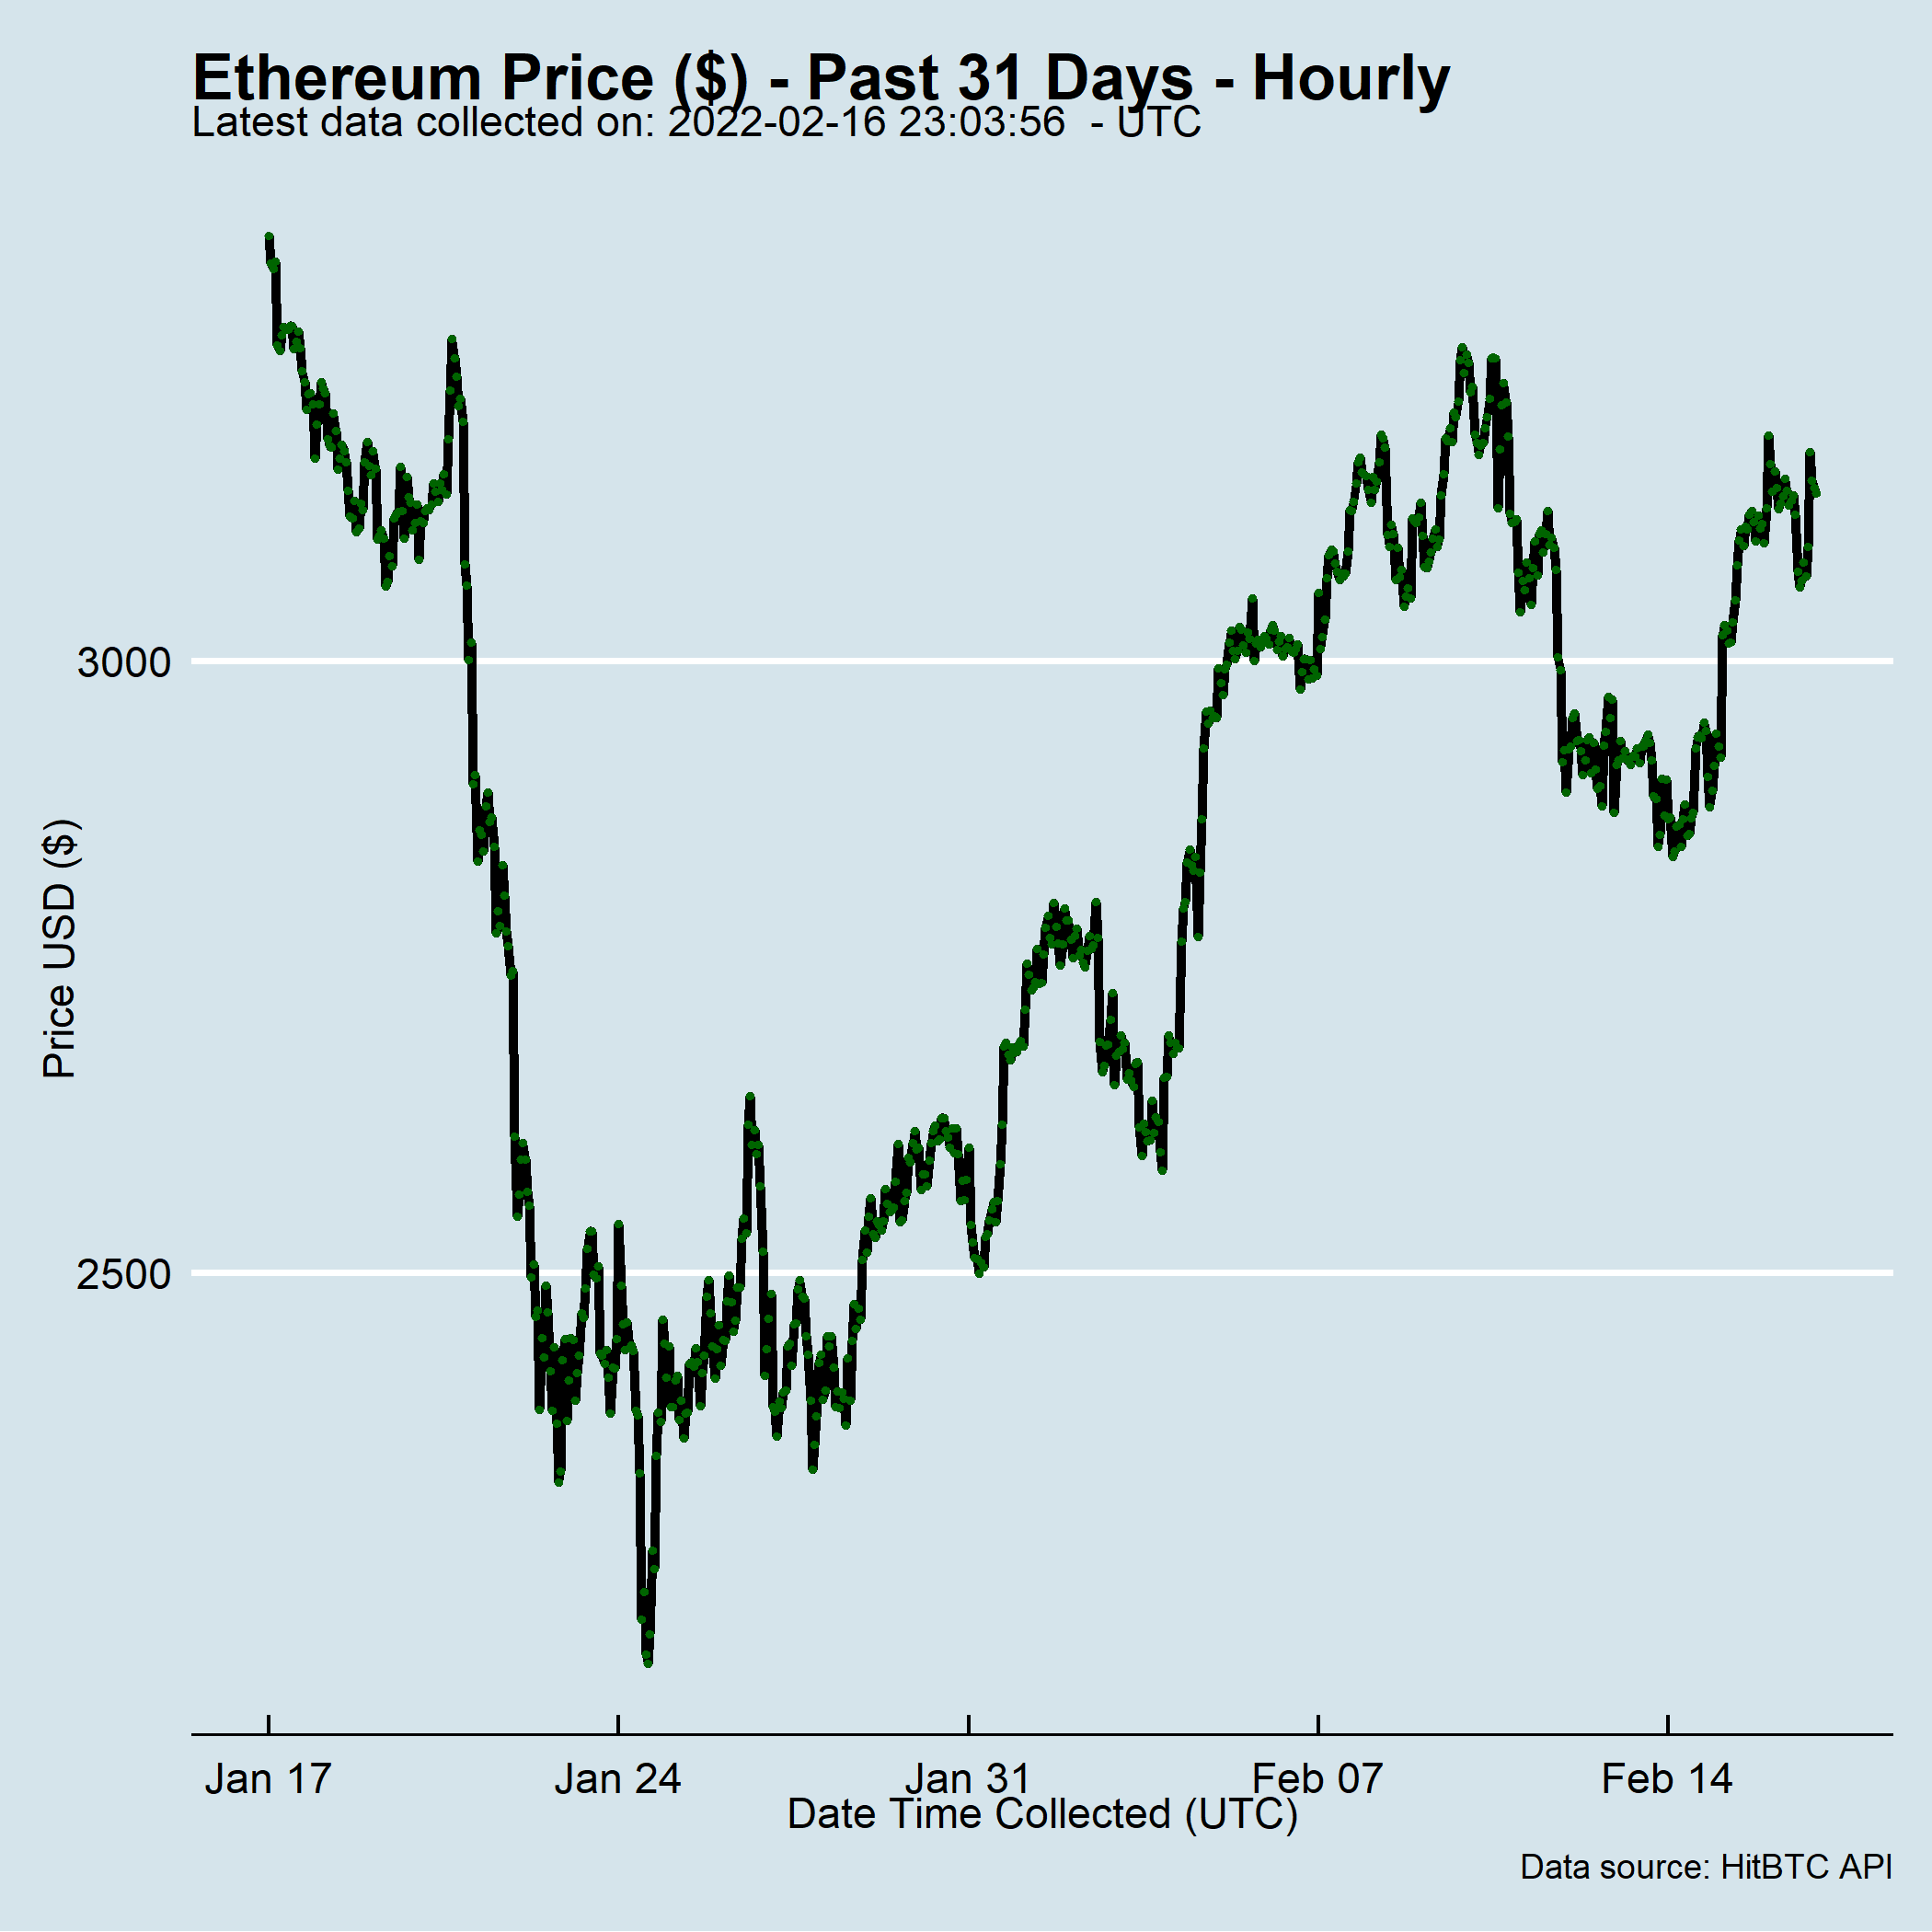 Ethereum Price ($) - Past 31 Days - Hourly
Latest data collected on: 2022-02-16 23:03:56  - UTC
3000
2500
Price USD ($)
Jan 17
Jan 24
Jan 31
Feb 07
Feb 14
Date Time Collected (UTC)
Data source: HitBTC API